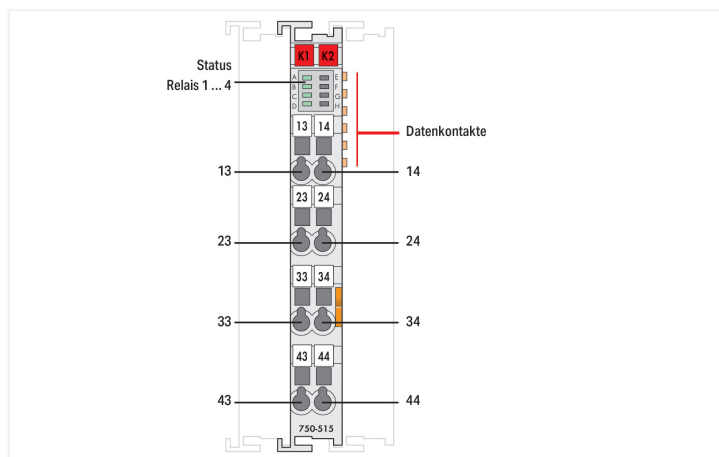 K1 K2
Status
Relais 1 ... 4
A E
B F
C G
D H
13 14
Datenkontakte
13 14
23 24
23 24
33 34
33 34
43 44
43 44
750-515